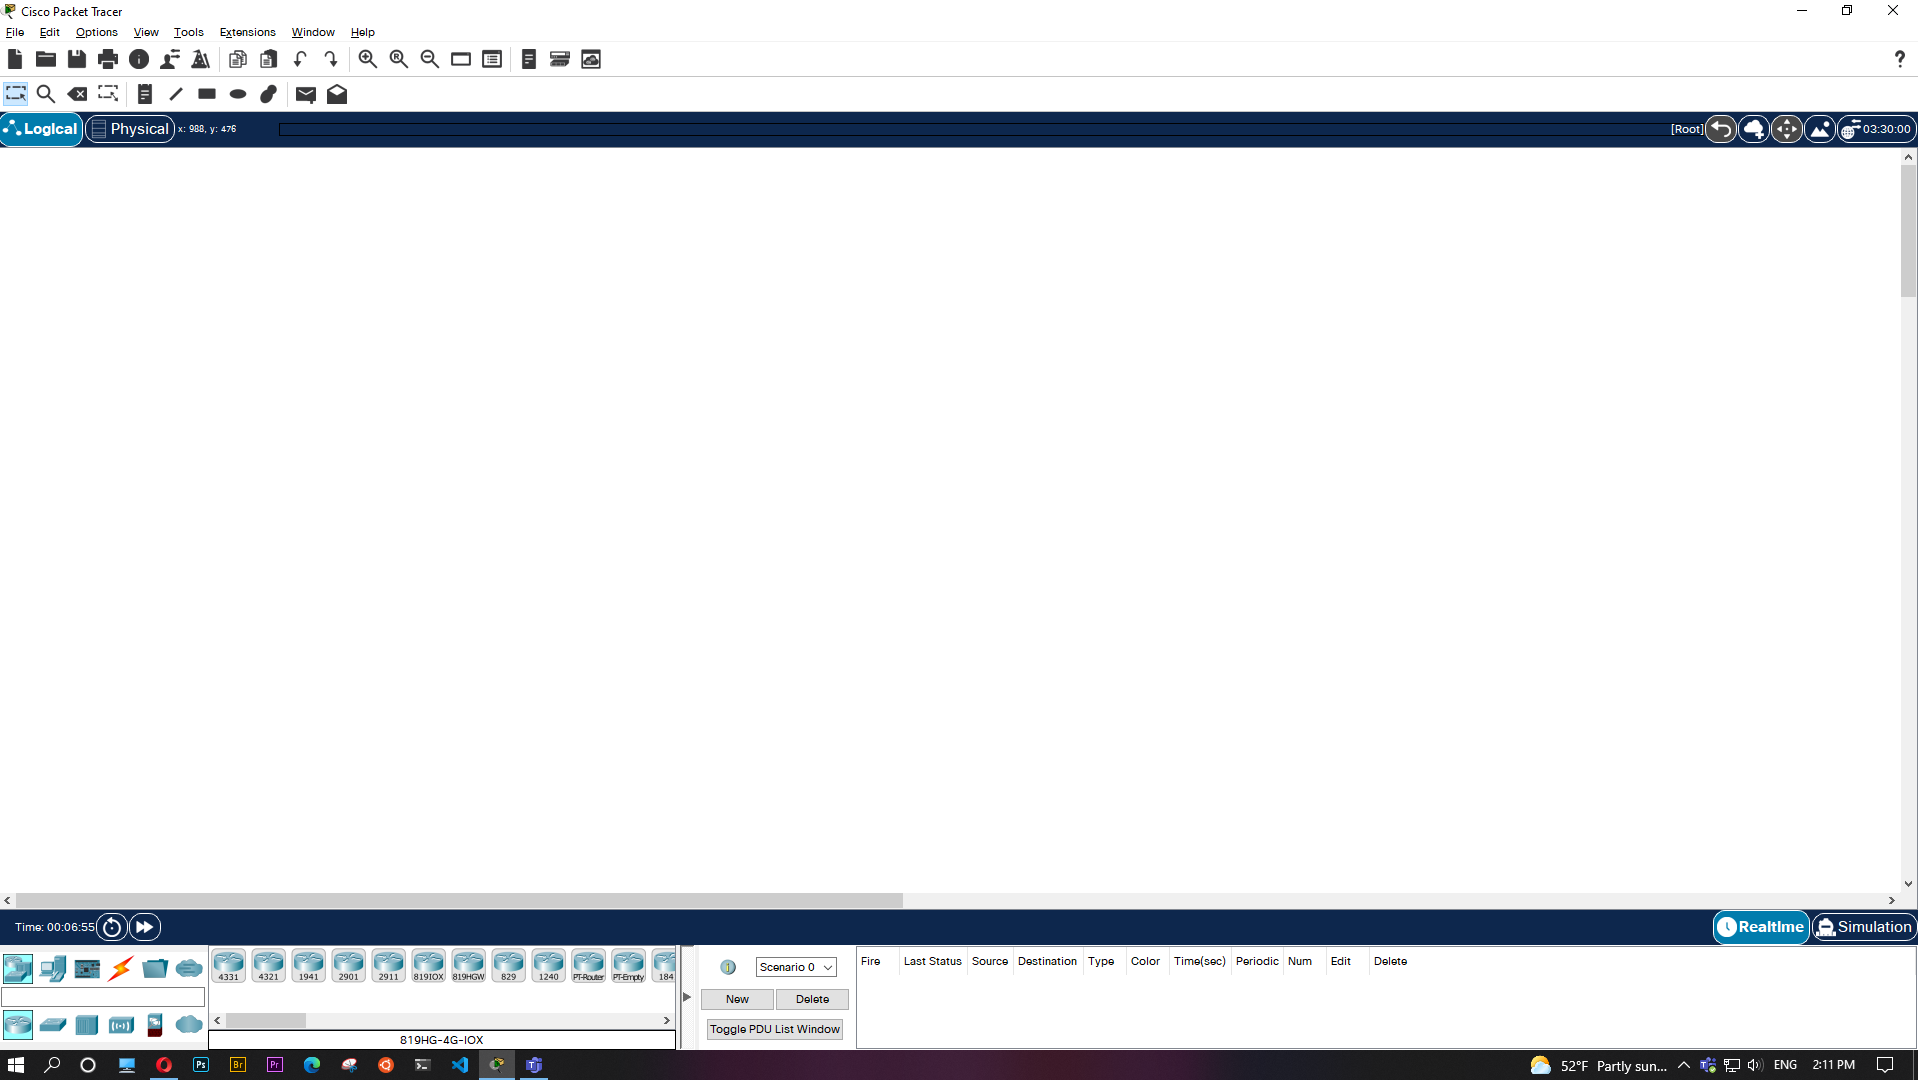 Cisco Packet Tracer
File Edit Options View Tools Extensions Window Help
Logical Physical x: 988, y: 476 [Root] 03:30:00
Time: 00:06:55 Realtime Simulation
4331 4321 1941 2901 2911 819IOX 819HGW 829 1240 PT-Router PT-Empty 184
819HG-4G-IOX
Scenario 0
New Delete
Toggle PDU List Window
Fire Last Status Source Destination Type Color Time(sec) Periodic Num Edit Delete
Ps Br Pr 52°F Partly sun... ENG 2:11 PM